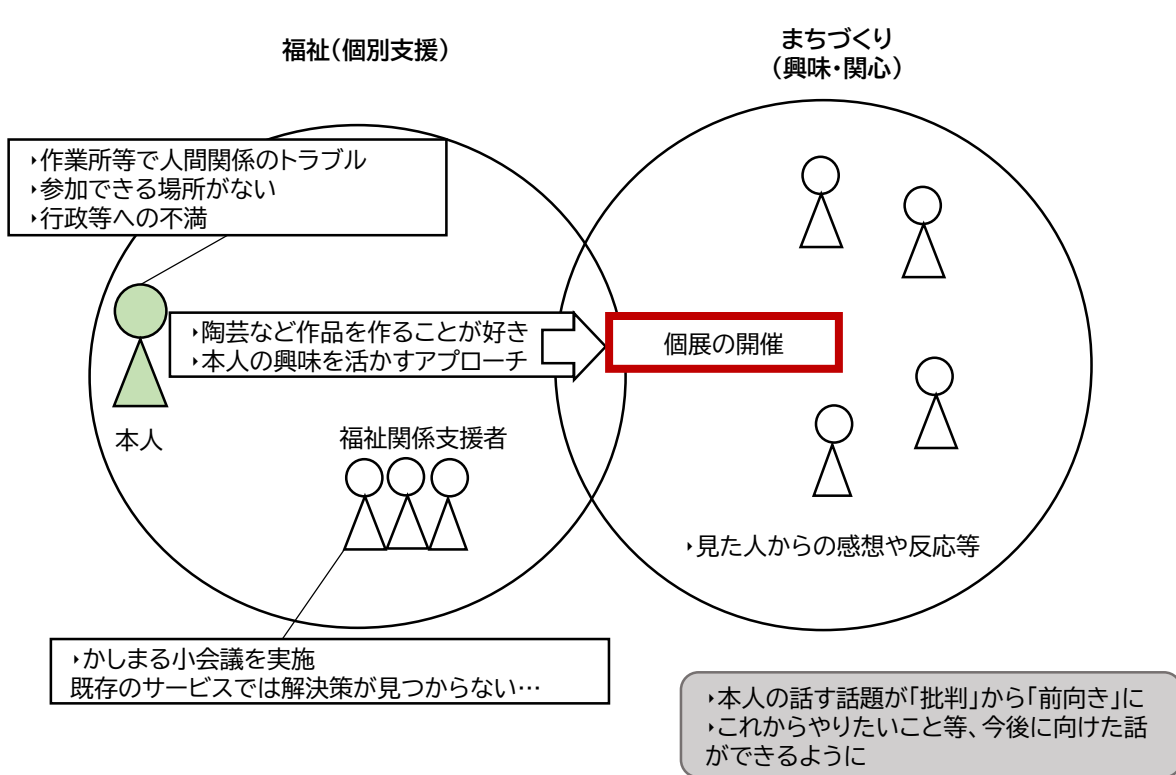 福祉(個別支援)
まちづくり
(興味・関心)
‣作業所等で人間関係のトラブル
‣参加できる場所がない
‣行政等への不満
‣陶芸など作品を作ることが好き
‣本人の興味を活かすアプローチ
個展の開催
本人
福祉関係支援者
‣見た人からの感想や反応等
‣かしまる小会議を実施
既存のサービスでは解決策が見つからない…
‣本人の話す話題が「批判」から「前向き」に
‣これからやりたいこと等、今後に向けた話
ができるように